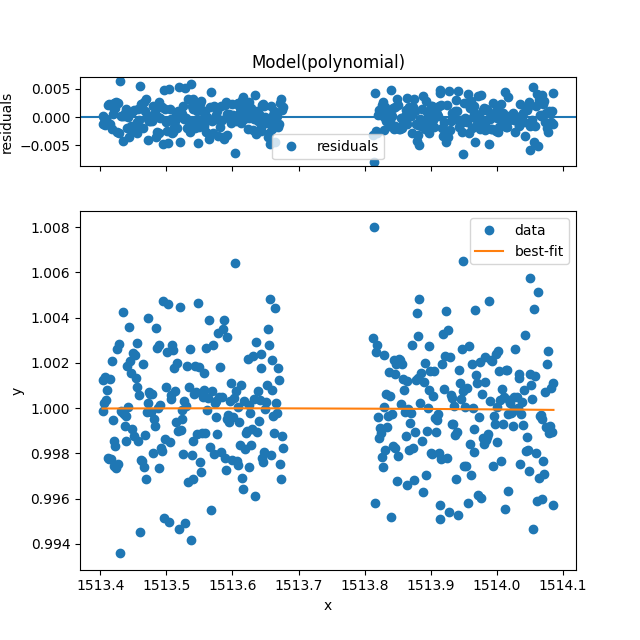 Model(polynomial)
0.005
0.000
−0.005
residuals
residuals
1.008
1.006
1.004
1.002
1.000
0.998
0.996
0.994
y
data
best-fit
1513.4 1513.5 1513.6 1513.7 1513.8 1513.9 1514.0 1514.1
x